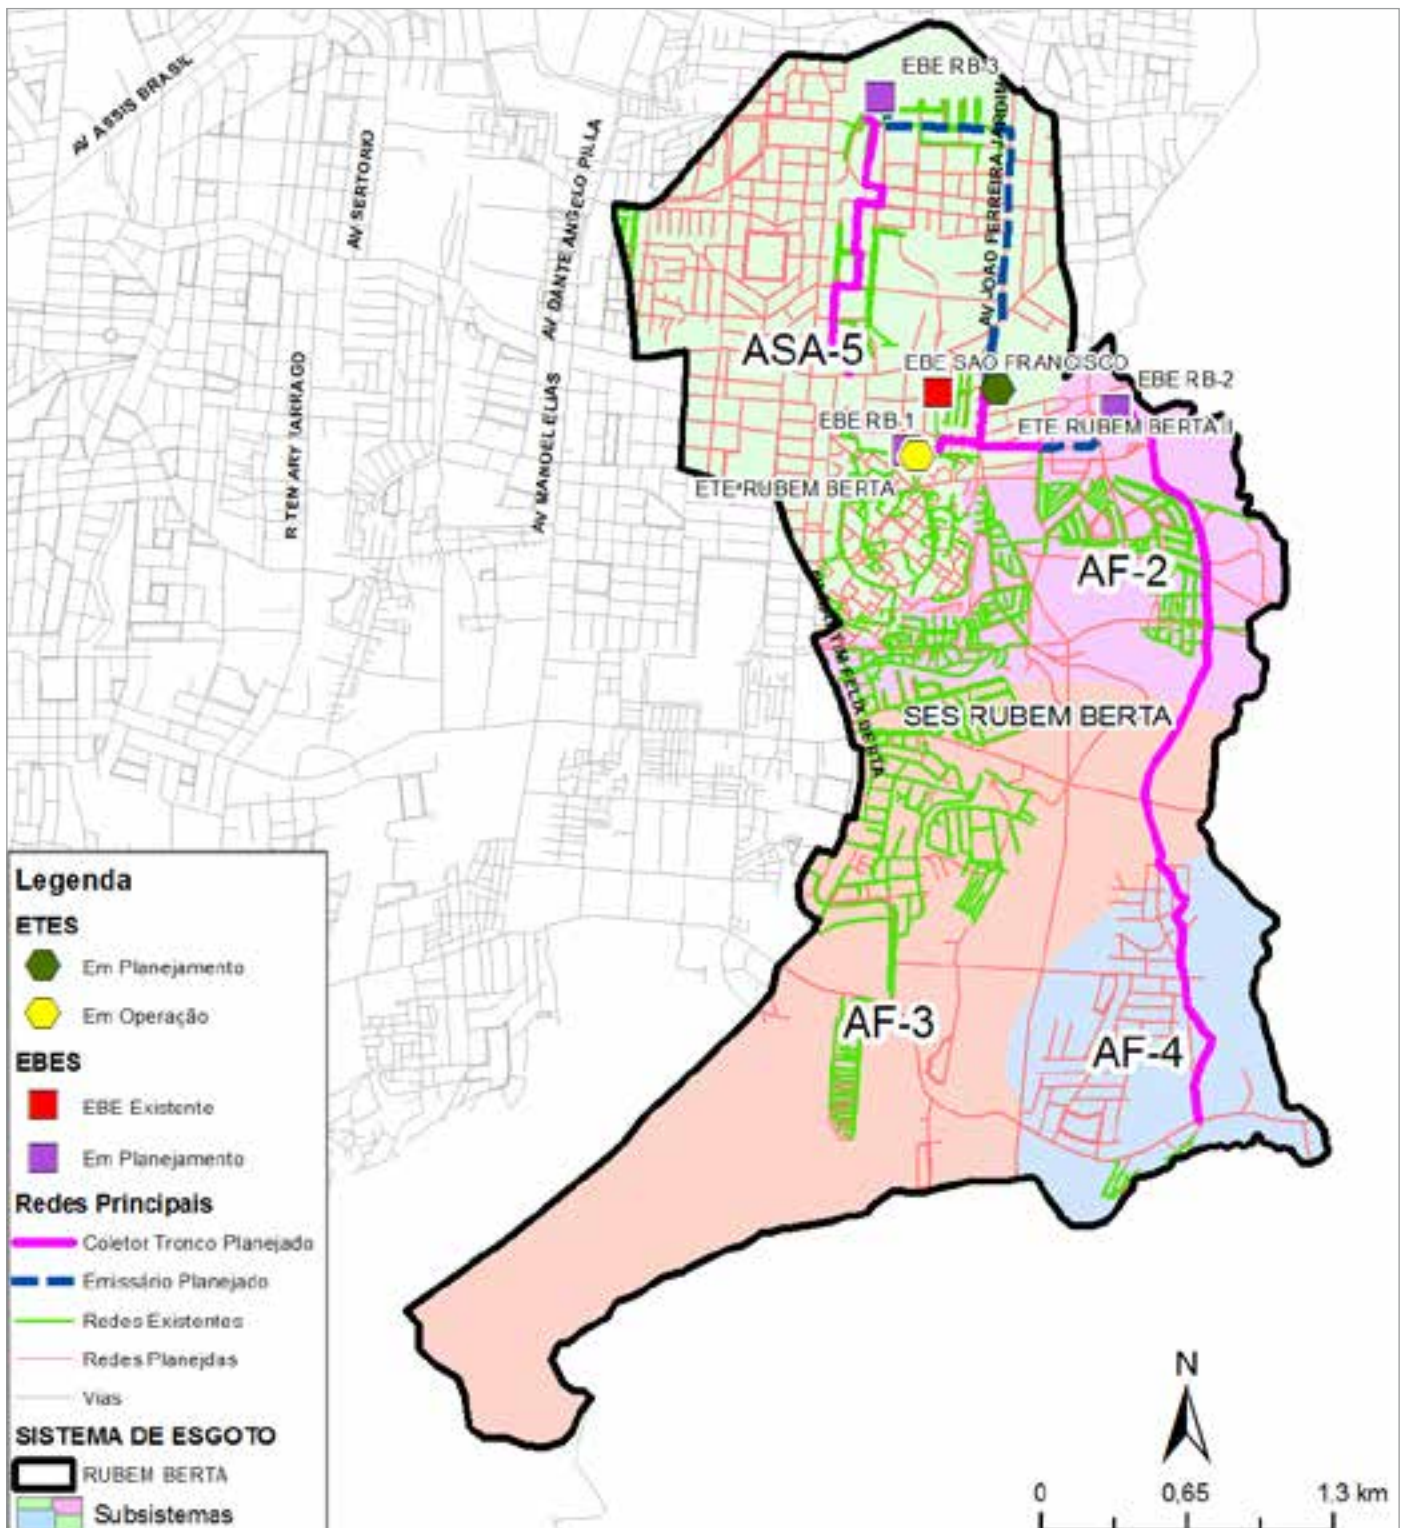 AV ASSIS BRASIL
AV SERTORIO
AV DANTE ANGELO PILLA
AV MANOEL ELIAS
EBE RB-3
AV JOAO FERREIRA JARDIM
ASA-5
EBE SAO FRANCISCO
EBE RB-2
EBE RB-1
ETE RUBEM BERTA II
ETE RUBEM BERTA
AF-2
SES RUBEM BERTA
AF-3
AF-4
Legenda
ETES
Em Planejamento
Em Operação
EBES
EBE Existente
Em Planejamento
Redes Principais
Coletor Tronco Planejado
Emissário Planejado
Redes Existentes
Redes Planejdas
Vias
SISTEMA DE ESGOTO
RUBEM BERTA
Subsistemas
N
0 0,65 1,3 km